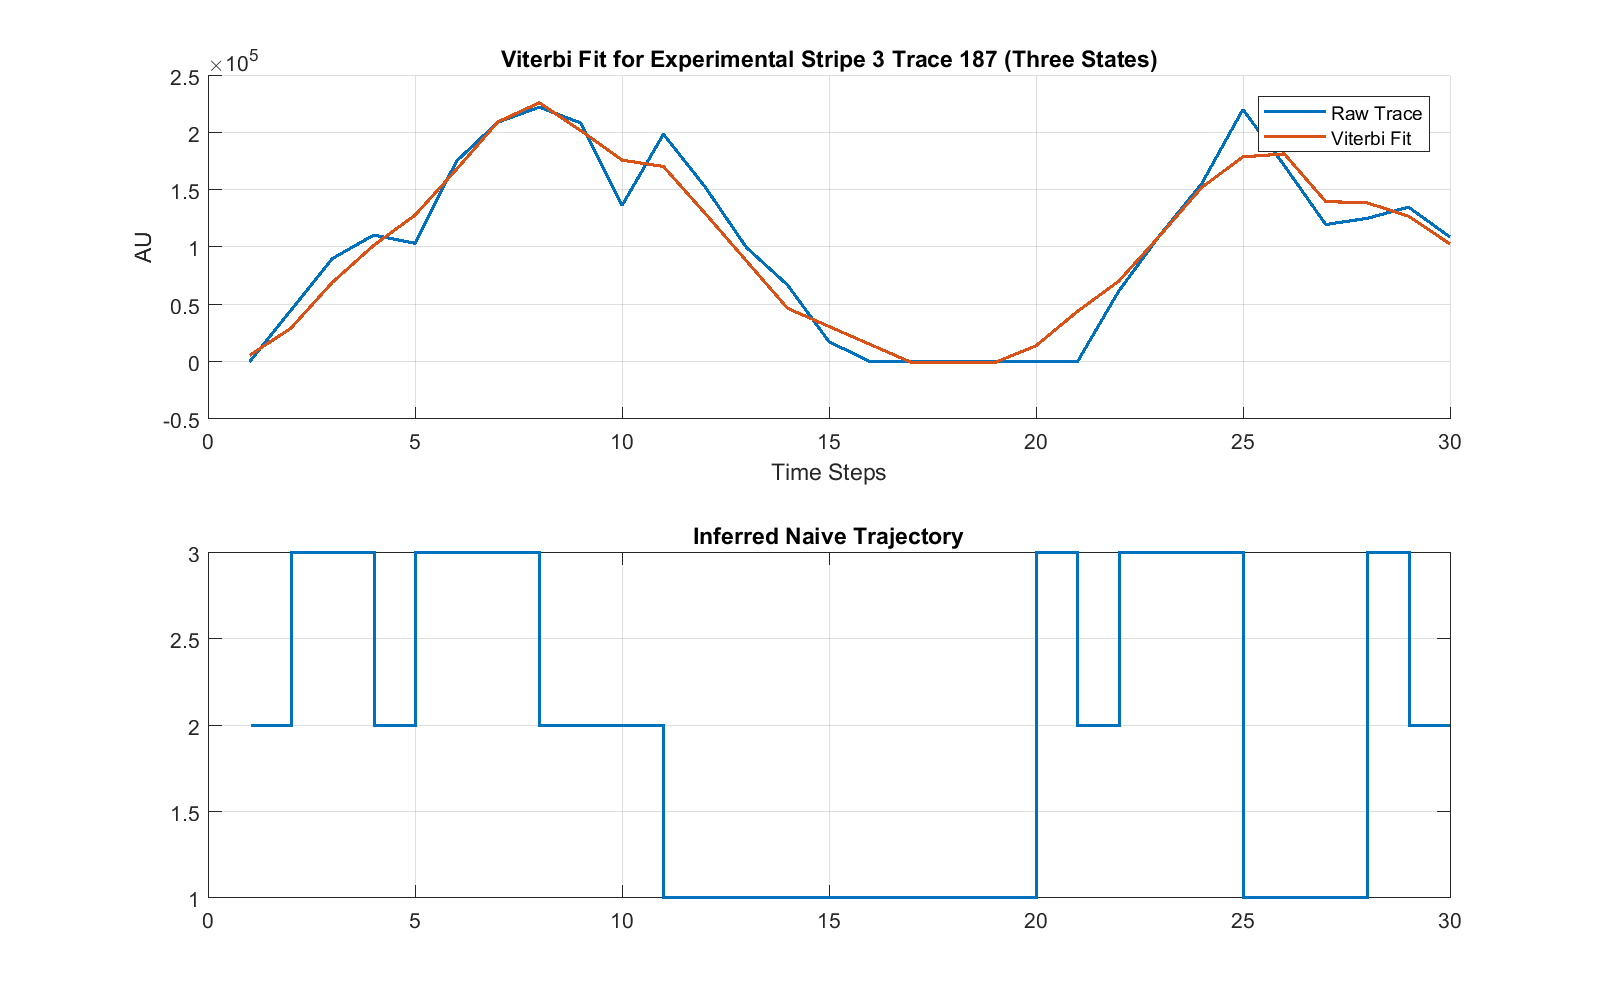 Viterbi Fit for Experimental Stripe 3 Trace 187 (Three States)
×10^5
2.5
2
1.5
1
0.5
0
-0.5
AU
Raw Trace
Viterbi Fit
0 5 10 15 20 25 30
Time Steps
Inferred Naive Trajectory
3
2.5
2
1.5
1
0 5 10 15 20 25 30